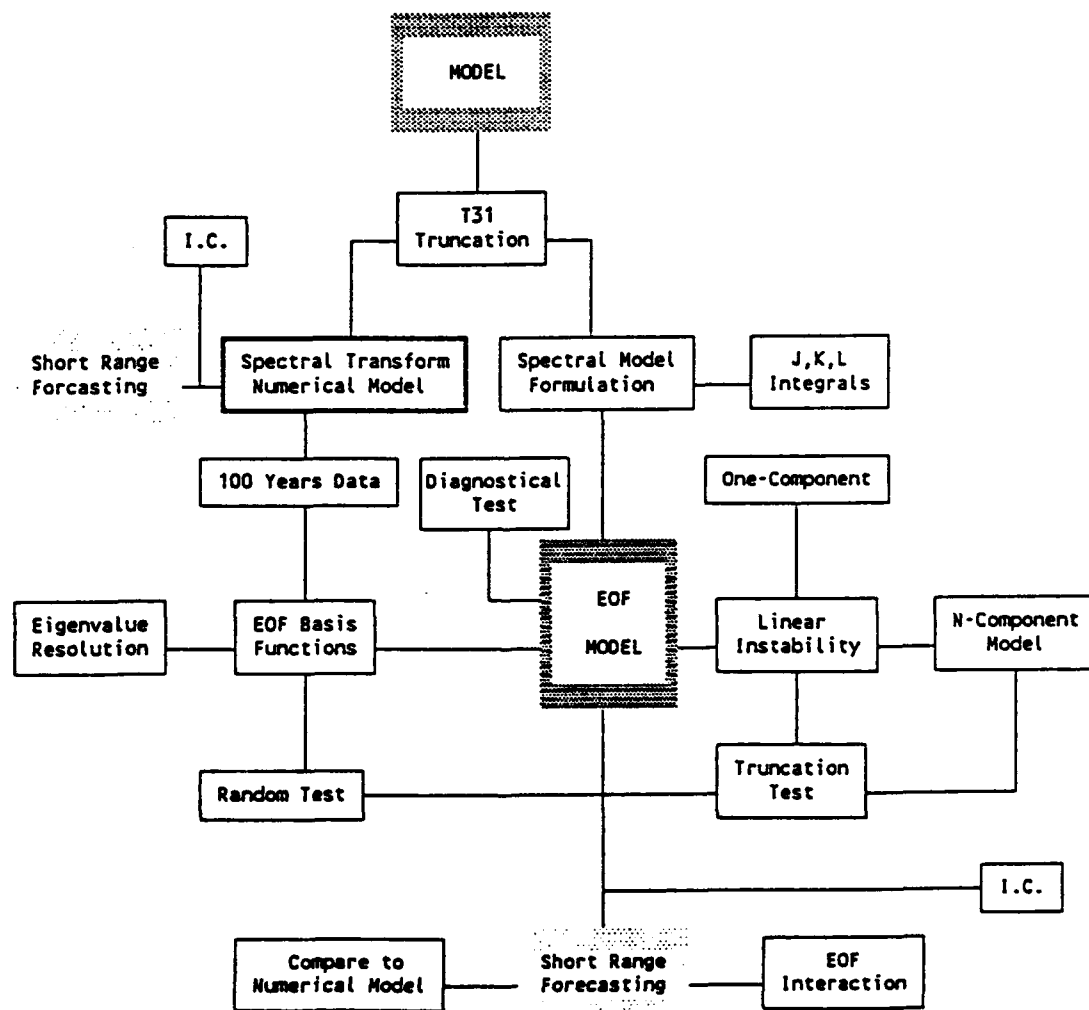 MODEL
T31
Truncation
I.C.
Short Range
Forcasting
Spectral Transform
Numerical Model
Spectral Model
Formulation
J,K,L
Integrals
100 Years Data
Diagnostical
Test
One-Component
EOF
MODEL
Eigenvalue
Resolution
EOF Basis
Functions
Linear
Instability
N-Component
Model
Random Test
Truncation
Test
I.C.
Compare to
Numerical Model
Short Range
Forecasting
EOF
Interaction